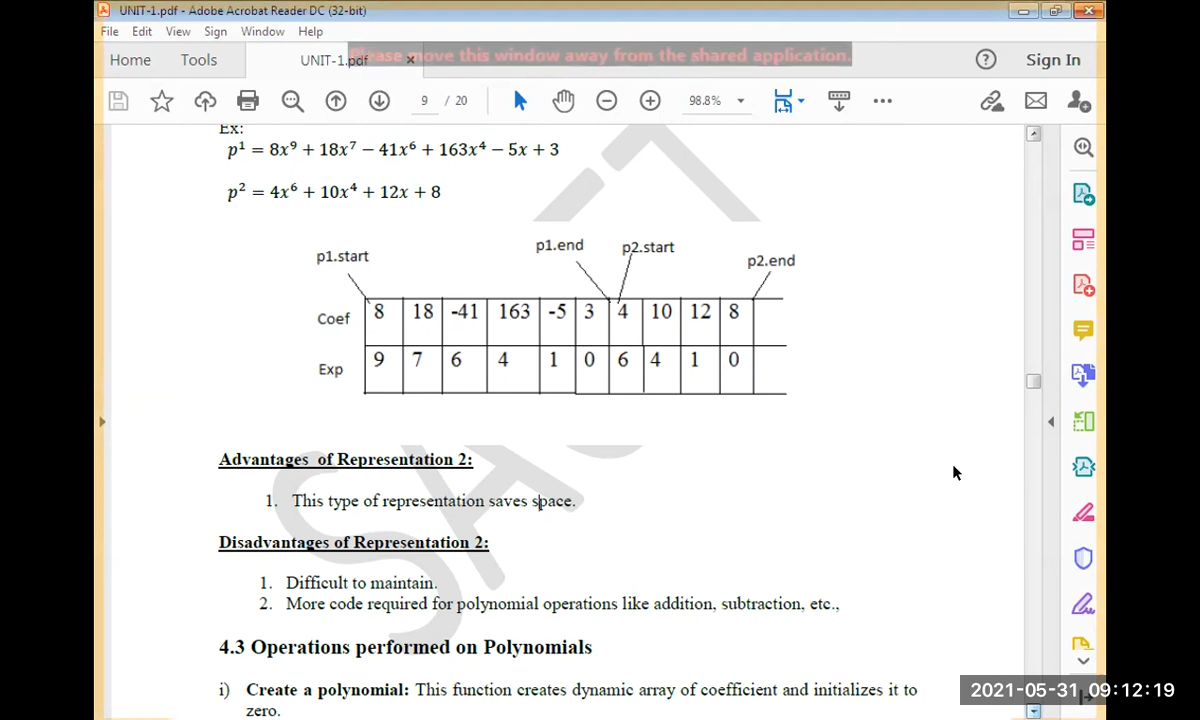 UNIT-1.pdf - Adobe Acrobat Reader DC (32-bit)
File Edit View Sign Window Help
Please move this window away from the shared application.
Home Tools UNIT-1.pdf × Sign In
9 / 20 98.8%
Ex:
p¹ = 8x⁹ + 18x⁷ − 41x⁶ + 163x⁴ − 5x + 3
p² = 4x⁶ + 10x⁴ + 12x + 8
p1.start p1.end p2.start p2.end
Coef 8 18 -41 163 -5 3 4 10 12 8
Exp 9 7 6 4 1 0 6 4 1 0
Advantages of Representation 2:
1. This type of representation saves space.
Disadvantages of Representation 2:
1. Difficult to maintain.
2. More code required for polynomial operations like addition, subtraction, etc.,
4.3 Operations performed on Polynomials
i) Create a polynomial: This function creates dynamic array of coefficient and initializes it to
zero.
2021-05-31 09:12:19